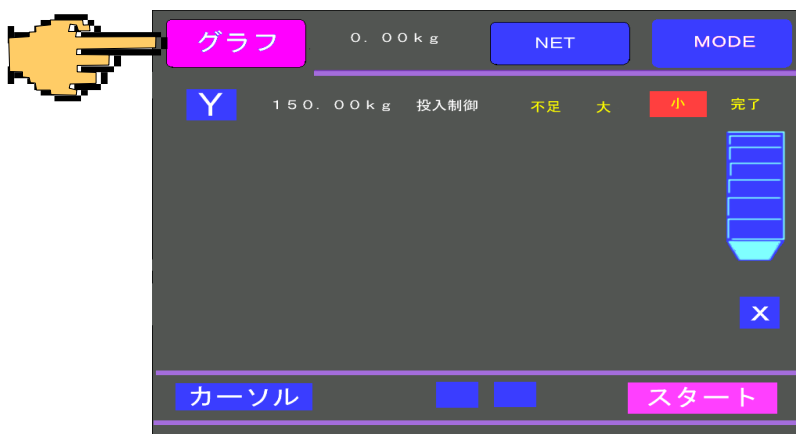 グラフ 0.00kg NET MODE
Y 150.00kg 投入制御 不足 大 小 完了
X
カーソル スタート